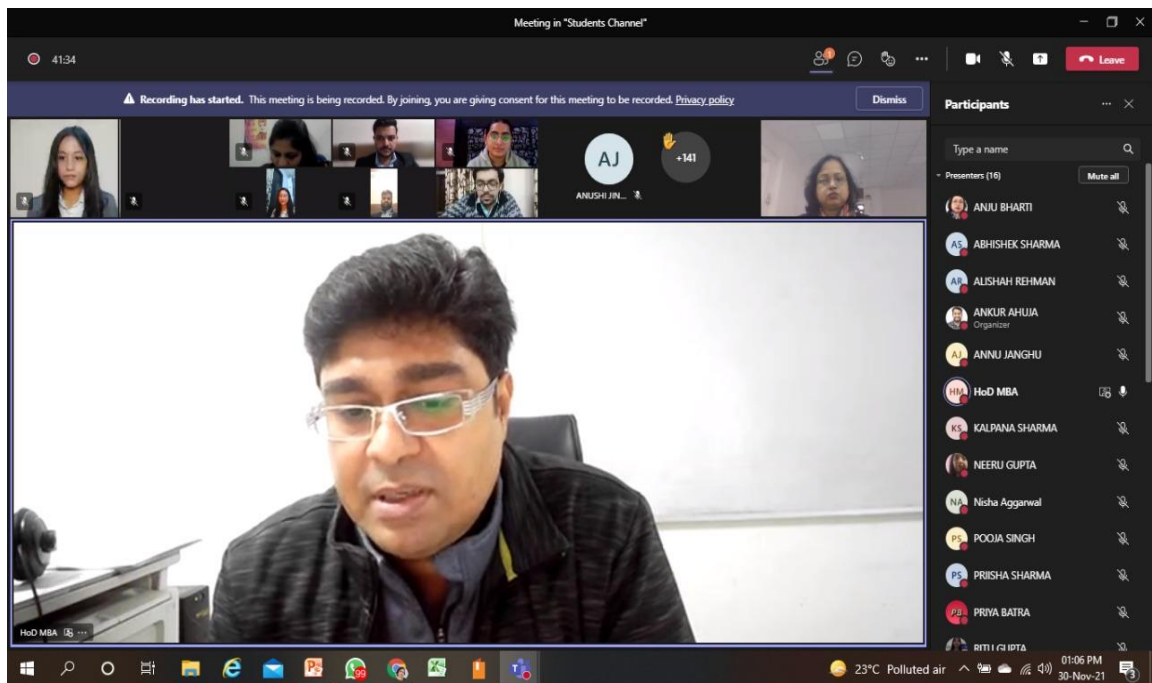 Meeting in "Students Channel"
41:34
1
Leave
Recording has started. This meeting is being recorded. By joining, you are giving consent for this meeting to be recorded. Privacy policy
Dismiss
AJ
ANUSHI JIN...
+141
HoD MBA
Participants
Type a name
Presenters (16)
Mute all
ANJU BHARTI
AS
ABHISHEK SHARMA
AR
ALISHAH REHMAN
ANKUR AHUJA
Organizer
AJ
ANNU JANGHU
HM
HoD MBA
KS
KALPANA SHARMA
NEERU GUPTA
NA
Nisha Aggarwal
PS
POOJA SINGH
PS
PRIISHA SHARMA
PB
PRIYA BATRA
RITU GUPTA
99
23°C Polluted air
01:06 PM
30-Nov-21
3